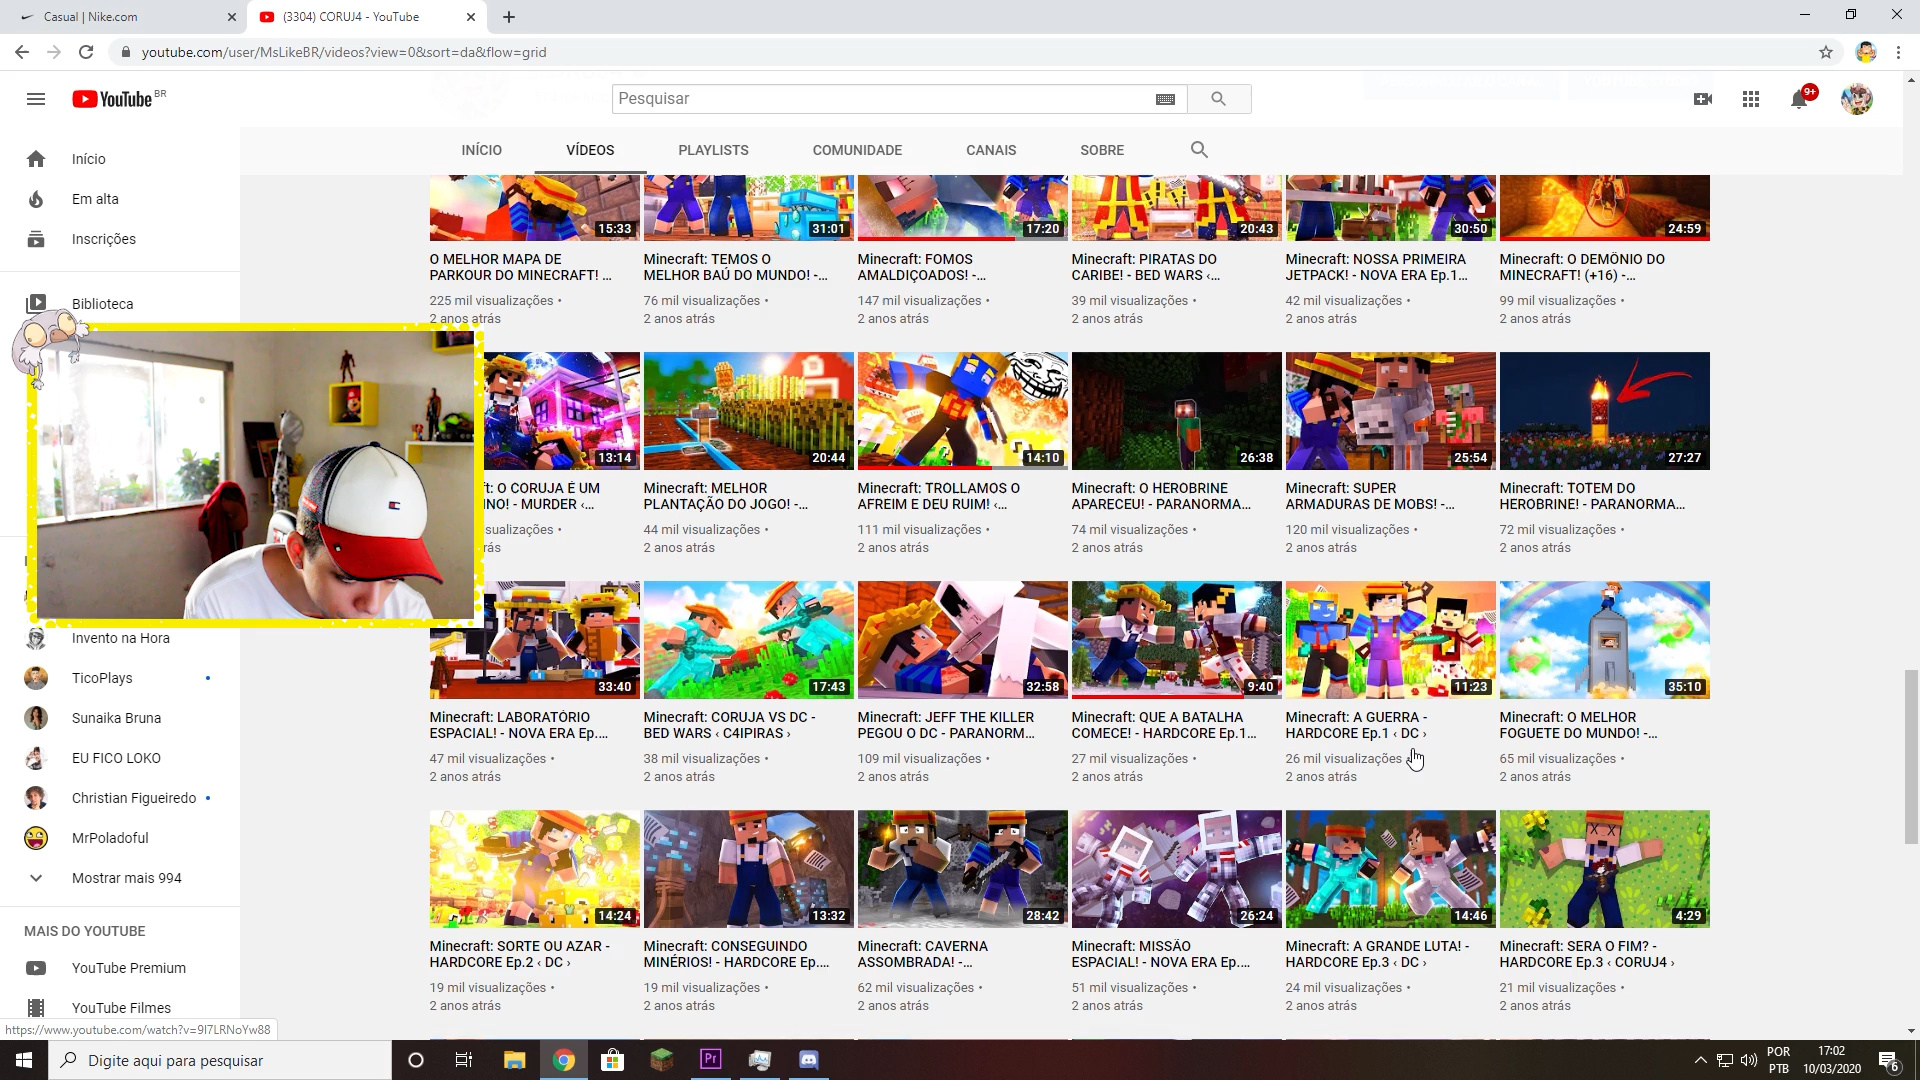 Casual | Nike.com
(3304) CORUJ4 - YouTube
youtube.com/user/MsLikeBR/videos?view=0&sort=da&flow=grid
YouTube BR
Pesquisar
9+
INÍCIO
VÍDEOS
PLAYLISTS
COMUNIDADE
CANAIS
SOBRE
Início
Em alta
Inscrições
Biblioteca
Invento na Hora
TicoPlays
Sunaika Bruna
EU FICO LOKO
Christian Figueiredo
MrPoladoful
Mostrar mais 994
MAIS DO YOUTUBE
YouTube Premium
YouTube Filmes
15:33
31:01
17:20
20:43
30:50
24:59
O MELHOR MAPA DE
PARKOUR DO MINECRAFT! ...
225 mil visualizações •
2 anos atrás
Minecraft: TEMOS O
MELHOR BAÚ DO MUNDO! -...
76 mil visualizações •
2 anos atrás
Minecraft: FOMOS
AMALDIÇOADOS! -...
147 mil visualizações •
2 anos atrás
Minecraft: PIRATAS DO
CARIBE! - BED WARS ‹...
39 mil visualizações •
2 anos atrás
Minecraft: NOSSA PRIMEIRA
JETPACK! - NOVA ERA Ep.1...
42 mil visualizações •
2 anos atrás
Minecraft: O DEMÔNIO DO
MINECRAFT! (+16) -...
99 mil visualizações •
2 anos atrás
13:14
20:44
14:10
26:38
25:54
27:27
O CORUJA É UM
- MURDER ‹...
Minecraft: MELHOR
PLANTAÇÃO DO JOGO! -...
44 mil visualizações •
2 anos atrás
Minecraft: TROLLAMOS O
AFREIM E DEU RUIM! ‹...
111 mil visualizações •
2 anos atrás
Minecraft: O HEROBRINE
APARECEU! - PARANORMA...
74 mil visualizações •
2 anos atrás
Minecraft: SUPER
ARMADURAS DE MOBS! -...
120 mil visualizações •
2 anos atrás
Minecraft: TOTEM DO
HEROBRINE! - PARANORMA...
72 mil visualizações •
2 anos atrás
33:40
17:43
32:58
9:40
11:23
35:10
Minecraft: LABORATÓRIO
ESPACIAL! - NOVA ERA Ep....
47 mil visualizações •
2 anos atrás
Minecraft: CORUJA VS DC -
BED WARS ‹ C4IPIRAS ›
38 mil visualizações •
2 anos atrás
Minecraft: JEFF THE KILLER
PEGOU O DC - PARANORM...
109 mil visualizações •
2 anos atrás
Minecraft: QUE A BATALHA
COMECE! - HARDCORE Ep.1...
27 mil visualizações •
2 anos atrás
Minecraft: A GUERRA -
HARDCORE Ep.1 ‹ DC ›
26 mil visualizações
2 anos atrás
Minecraft: O MELHOR
FOGUETE DO MUNDO! -...
65 mil visualizações •
2 anos atrás
14:24
13:32
28:42
26:24
14:46
4:29
Minecraft: SORTE OU AZAR -
HARDCORE Ep.2 ‹ DC ›
19 mil visualizações •
2 anos atrás
Minecraft: CONSEGUINDO
MINÉRIOS! - HARDCORE Ep....
19 mil visualizações •
2 anos atrás
Minecraft: CAVERNA
ASSOMBRADA! -...
62 mil visualizações •
2 anos atrás
Minecraft: MISSÃO
ESPACIAL! - NOVA ERA Ep....
51 mil visualizações •
2 anos atrás
Minecraft: A GRANDE LUTA! -
HARDCORE Ep.3 ‹ DC ›
24 mil visualizações •
2 anos atrás
Minecraft: SERA O FIM? -
HARDCORE Ep.3 ‹ CORUJ4 ›
21 mil visualizações •
2 anos atrás
https://www.youtube.com/watch?v=9I7LRNoYw88
Digite aqui para pesquisar
Pr
POR
PTB
17:02
10/03/2020
6